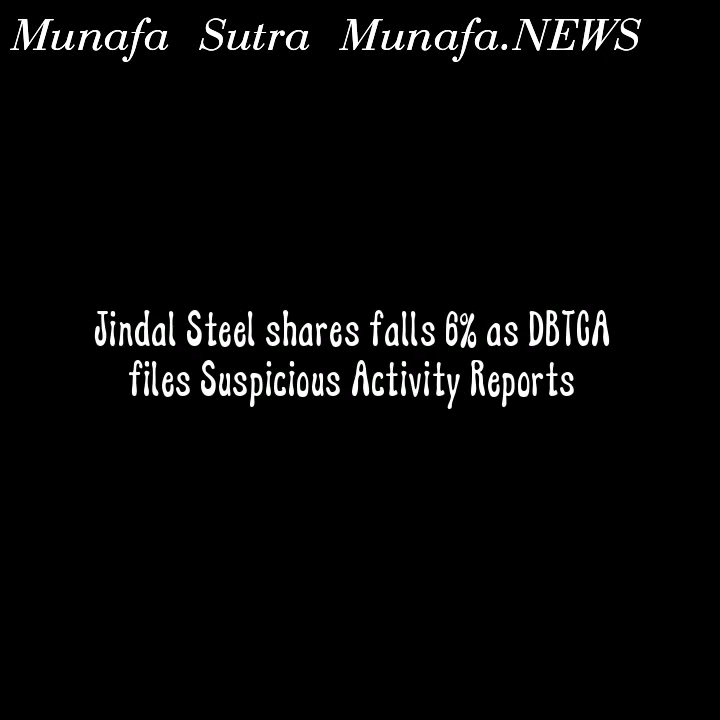 Munafa Sutra Munafa.NEWS
Jindal Steel shares falls 6% as DBTCA
files Suspicious Activity Reports